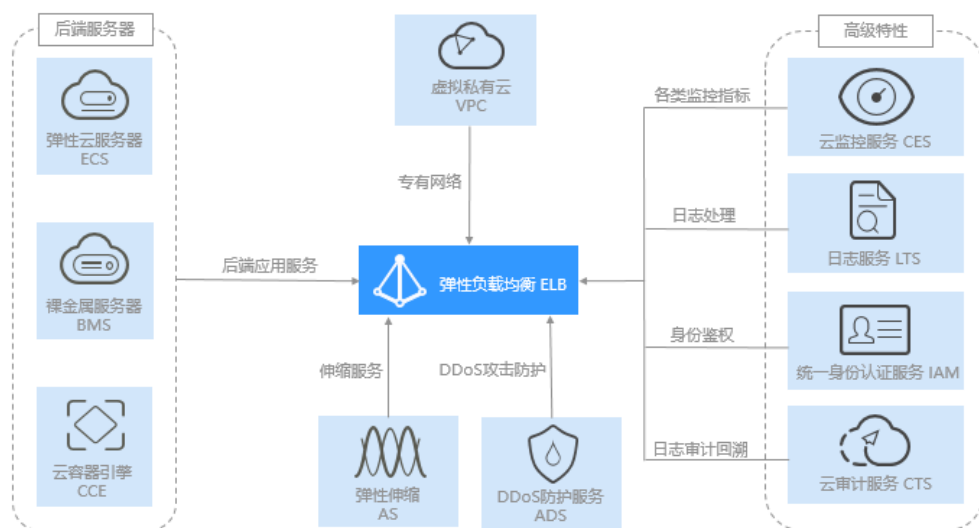 后端服务器
弹性云服务器
ECS
裸金属服务器
BMS
云容器引擎
CCE
后端应用服务
虚拟私有云
VPC
专有网络
弹性负载均衡 ELB
伸缩服务
DDoS攻击防护
弹性伸缩
AS
DDoS防护服务
ADS
高级特性
各类监控指标
云监控服务 CES
日志处理
日志服务 LTS
身份鉴权
统一身份认证服务 IAM
日志审计回溯
云审计服务 CTS